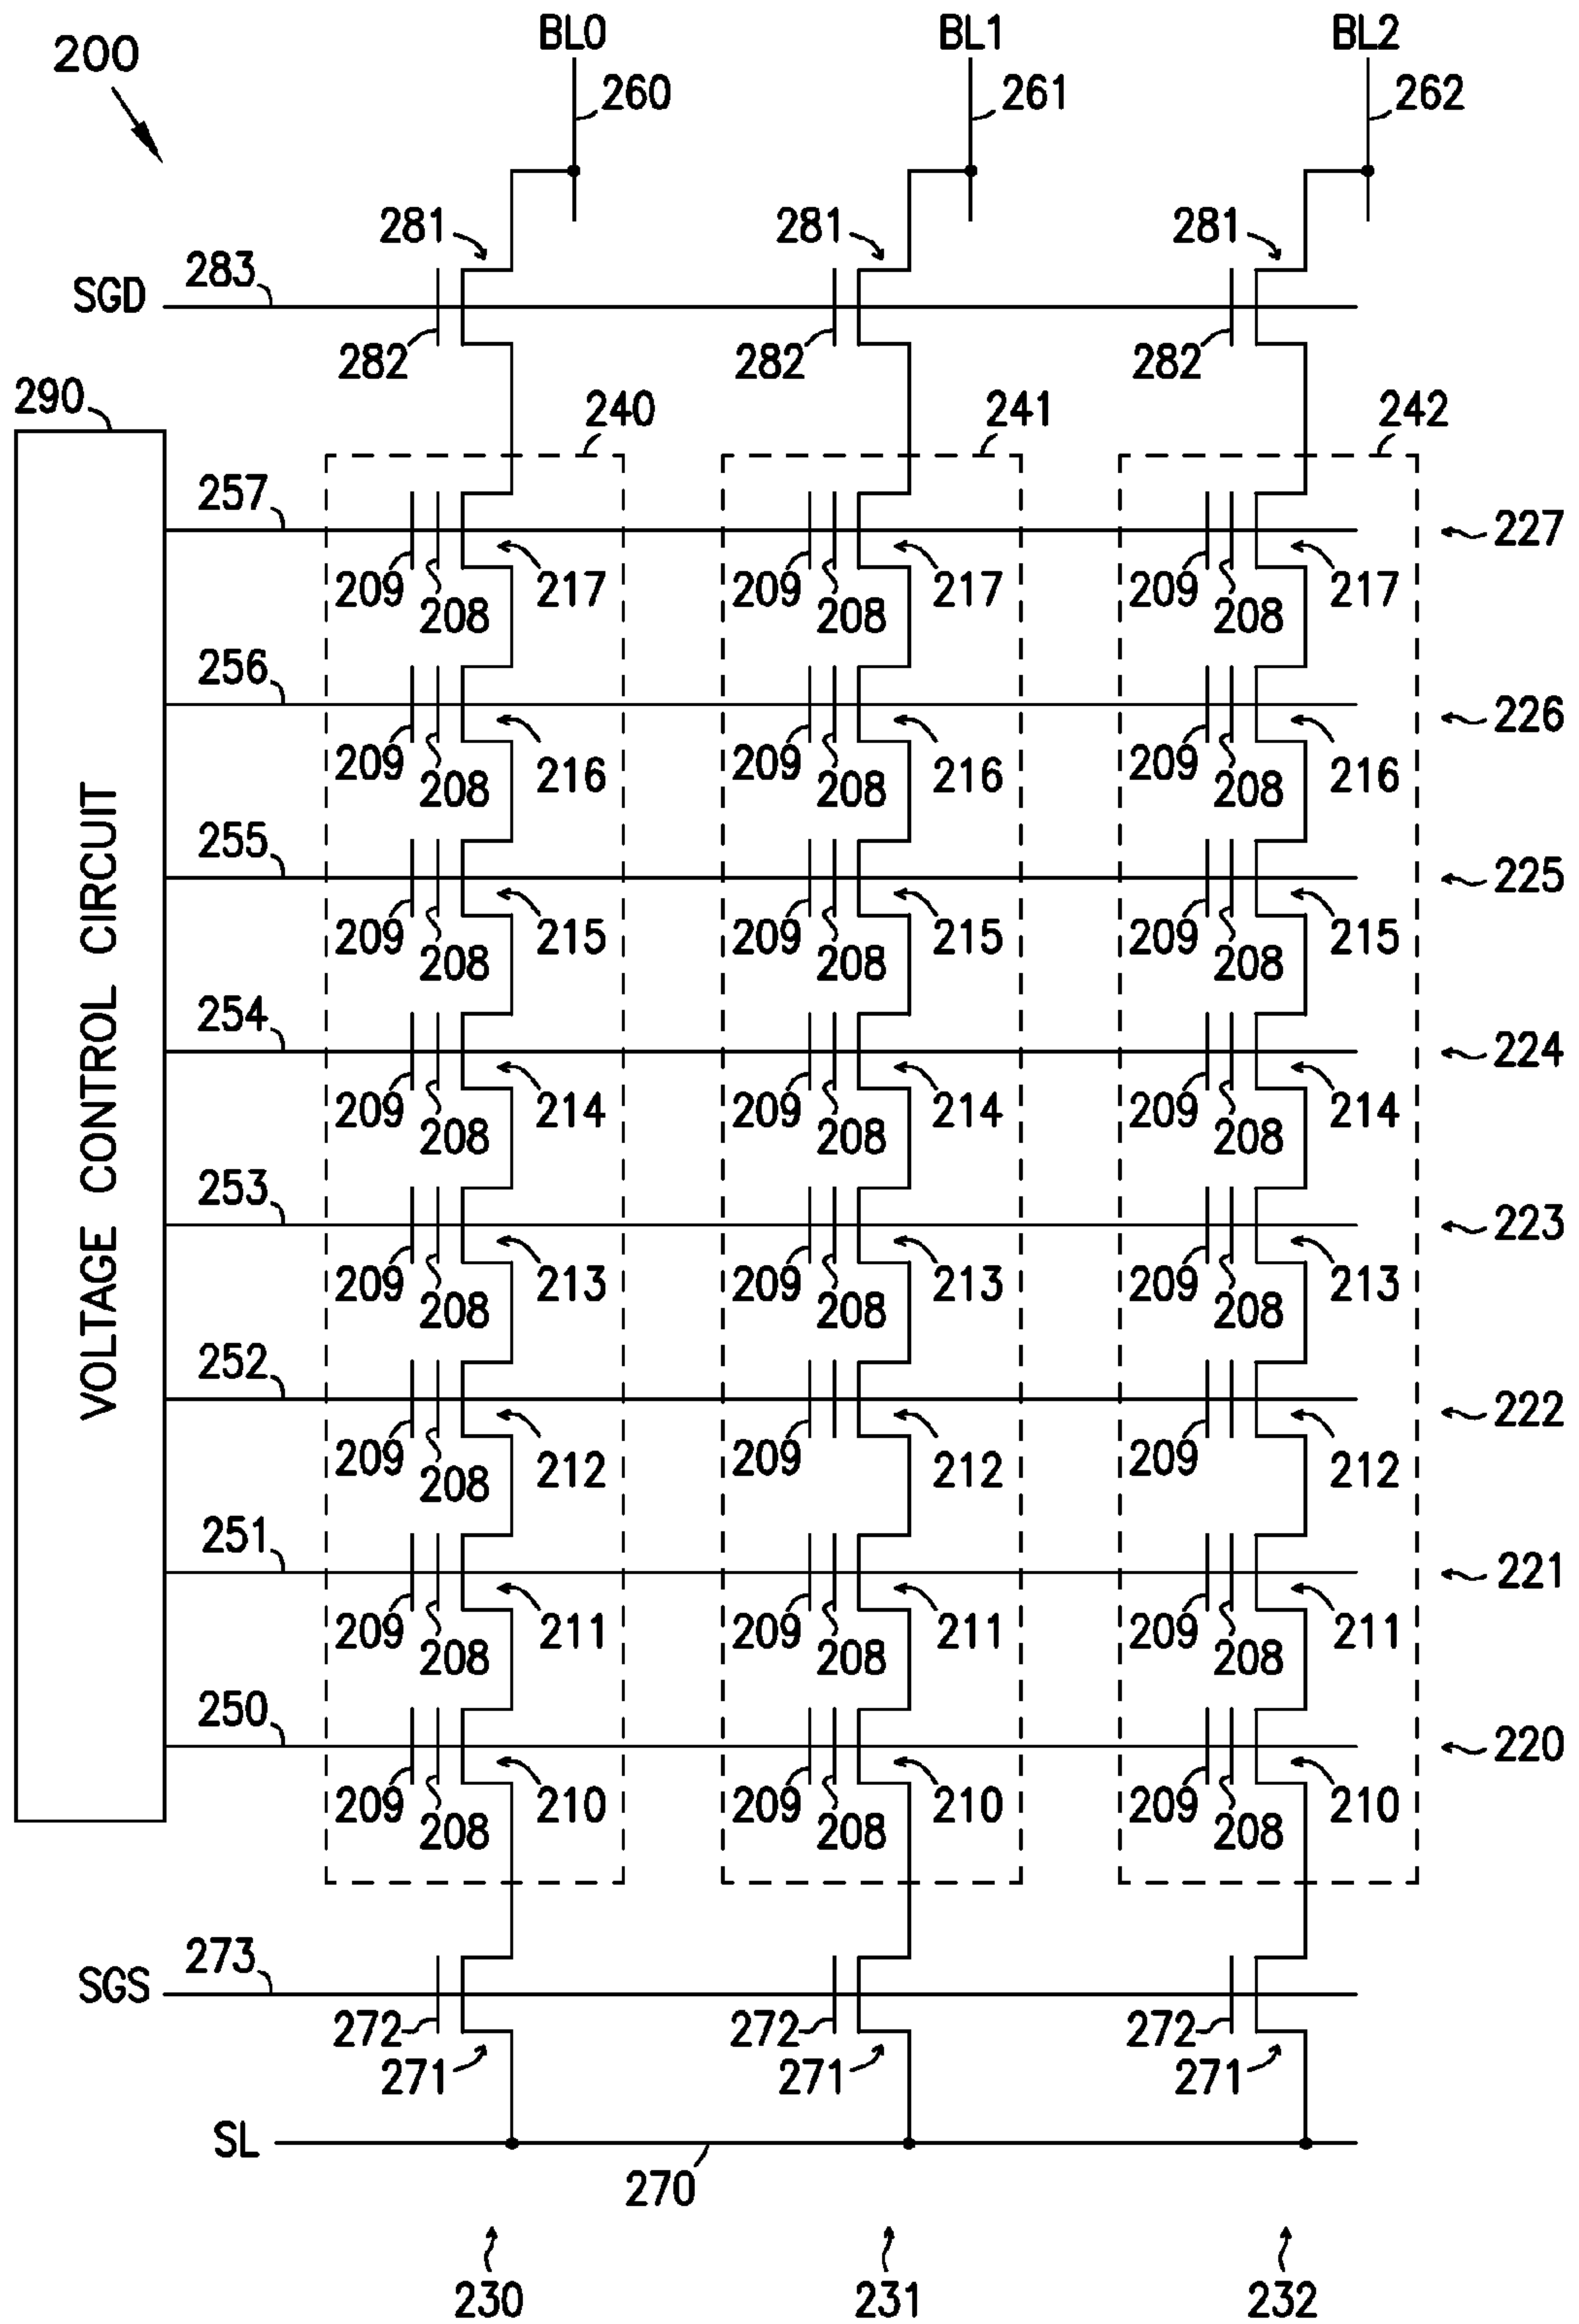 200
BL0 BL1 BL2
260 261 262
281 281 281
SGD 283
282 282 282
290
240 241 242
257 227
209 217 209 217 209 217
208 208 208
256 226
209 216 209 216 209 216
208 208 208
VOLTAGE CONTROL CIRCUIT
255 225
209 215 209 215 209 215
208 208 208
254 224
209 214 209 214 209 214
208 208 208
253 223
209 213 209 213 209 213
208 208 208
252 222
209 212 209 212 209 212
208
251 221
209 211 209 211 209 211
208 208 208
250 220
209 210 209 210 209 210
208 208 208
SGS 273
272 272 272
271 271 271
SL
270
230 231 232